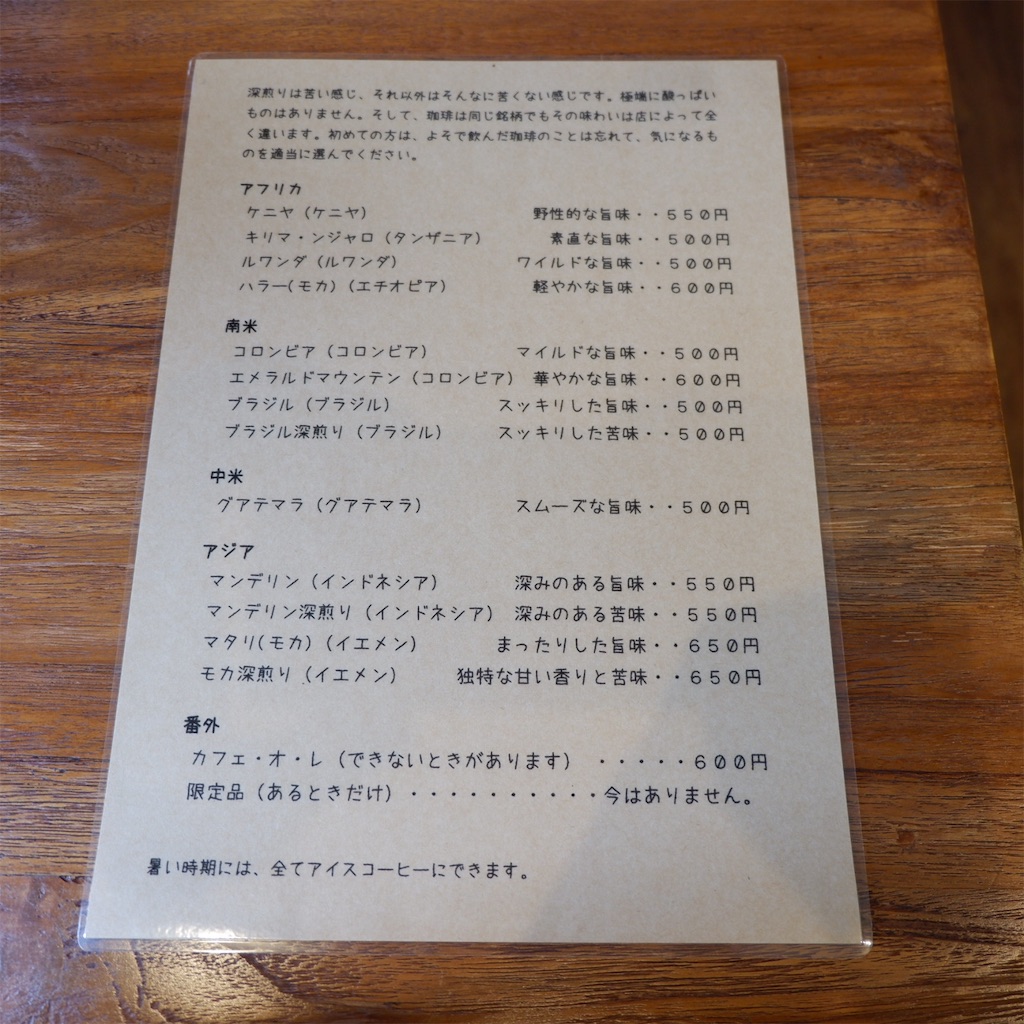 深煎りは苦い感じ、それ以外はそんなに苦くない感じです。極端に酸っぱい
ものはありません。そして、珈琲は同じ銘柄でもその味わいは店によって全
く違います。初めての方は、よそで飲んだ珈琲のことは忘れて、気になるも
のを適当に選んでください。
アフリカ
ケニヤ（ケニヤ） 野性的な旨味・・５５０円
キリマ・ンジャロ（タンザニア） 素直な旨味・・５００円
ルワンダ（ルワンダ） ワイルドな旨味・・５００円
ハラー(モカ)（エチオピア） 軽やかな旨味・・６００円
南米
コロンビア（コロンビア） マイルドな旨味・・５００円
エメラルドマウンテン（コロンビア） 華やかな旨味・・６００円
ブラジル（ブラジル） スッキリした旨味・・５００円
ブラジル深煎り（ブラジル） スッキリした苦味・・５００円
中米
グアテマラ（グアテマラ） スムーズな旨味・・５００円
アジア
マンデリン（インドネシア） 深みのある旨味・・５５０円
マンデリン深煎り（インドネシア） 深みのある苦味・・５５０円
マタリ(モカ)（イエメン） まったりした旨味・・６５０円
モカ深煎り（イエメン） 独特な甘い香りと苦味・・６５０円
番外
カフェ・オ・レ（できないときがあります） ・・・・・６００円
限定品（あるときだけ）・・・・・・・・・・今はありません。
暑い時期には、全てアイスコーヒーにできます。